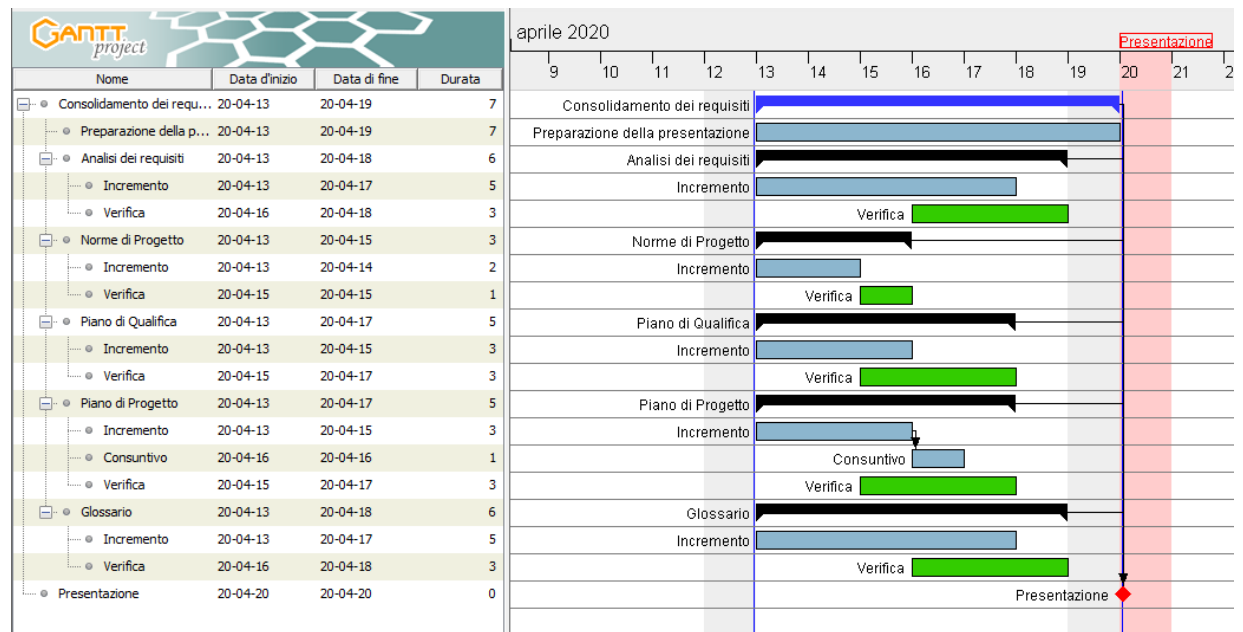 GANTT
project
aprile 2020
Presentazione
9 10 11 12 13 14 15 16 17 18 19 20 21 2
Nome Data d'inizio Data di fine Durata
Consolidamento dei requ... 20-04-13 20-04-19 7 Consolidamento dei requisiti
Preparazione della p... 20-04-13 20-04-19 7 Preparazione della presentazione
Analisi dei requisiti 20-04-13 20-04-18 6 Analisi dei requisiti
Incremento 20-04-13 20-04-17 5 Incremento
Verifica 20-04-16 20-04-18 3 Verifica
Norme di Progetto 20-04-13 20-04-15 3 Norme di Progetto
Incremento 20-04-13 20-04-14 2 Incremento
Verifica 20-04-15 20-04-15 1 Verifica
Piano di Qualifica 20-04-13 20-04-17 5 Piano di Qualifica
Incremento 20-04-13 20-04-15 3 Incremento
Verifica 20-04-15 20-04-17 3 Verifica
Piano di Progetto 20-04-13 20-04-17 5 Piano di Progetto
Incremento 20-04-13 20-04-15 3 Incremento
Consuntivo 20-04-16 20-04-16 1 Consuntivo
Verifica 20-04-15 20-04-17 3 Verifica
Glossario 20-04-13 20-04-18 6 Glossario
Incremento 20-04-13 20-04-17 5 Incremento
Verifica 20-04-16 20-04-18 3 Verifica
Presentazione 20-04-20 20-04-20 0 Presentazione